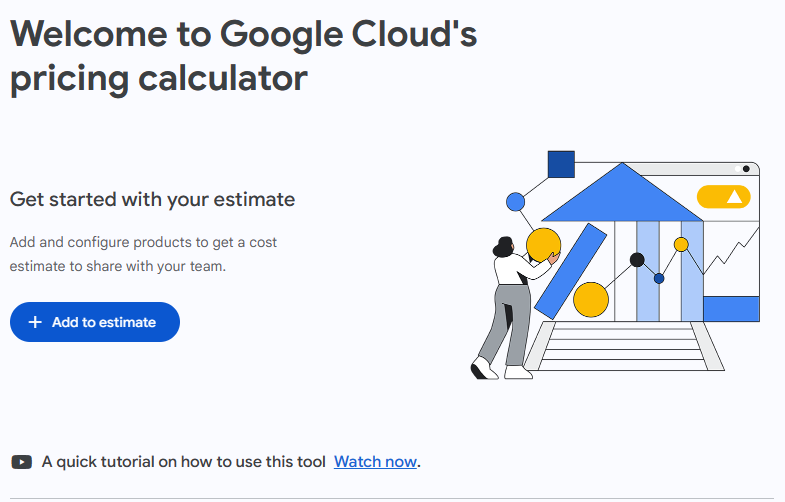 Welcome to Google Cloud's
pricing calculator
Get started with your estimate
Add and configure products to get a cost
estimate to share with your team.
+ Add to estimate
A quick tutorial on how to use this tool Watch now.